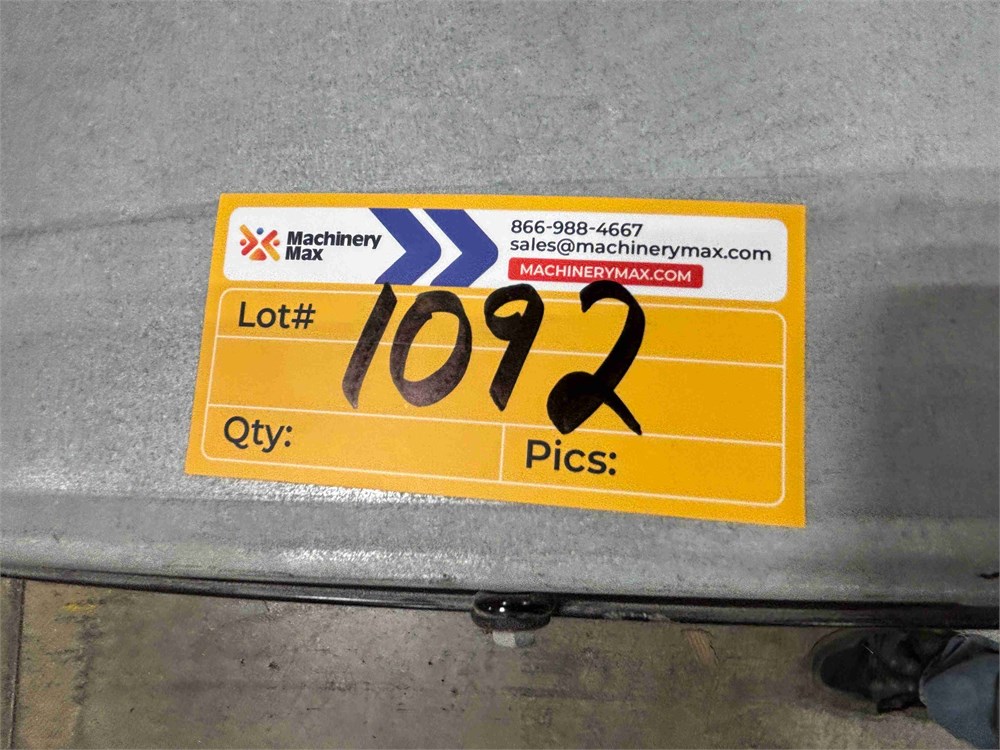 Machinery
Max
866-988-4667
sales@machinerymax.com
MACHINERYMAX.COM
Lot# 1092
Qty:
Pics: